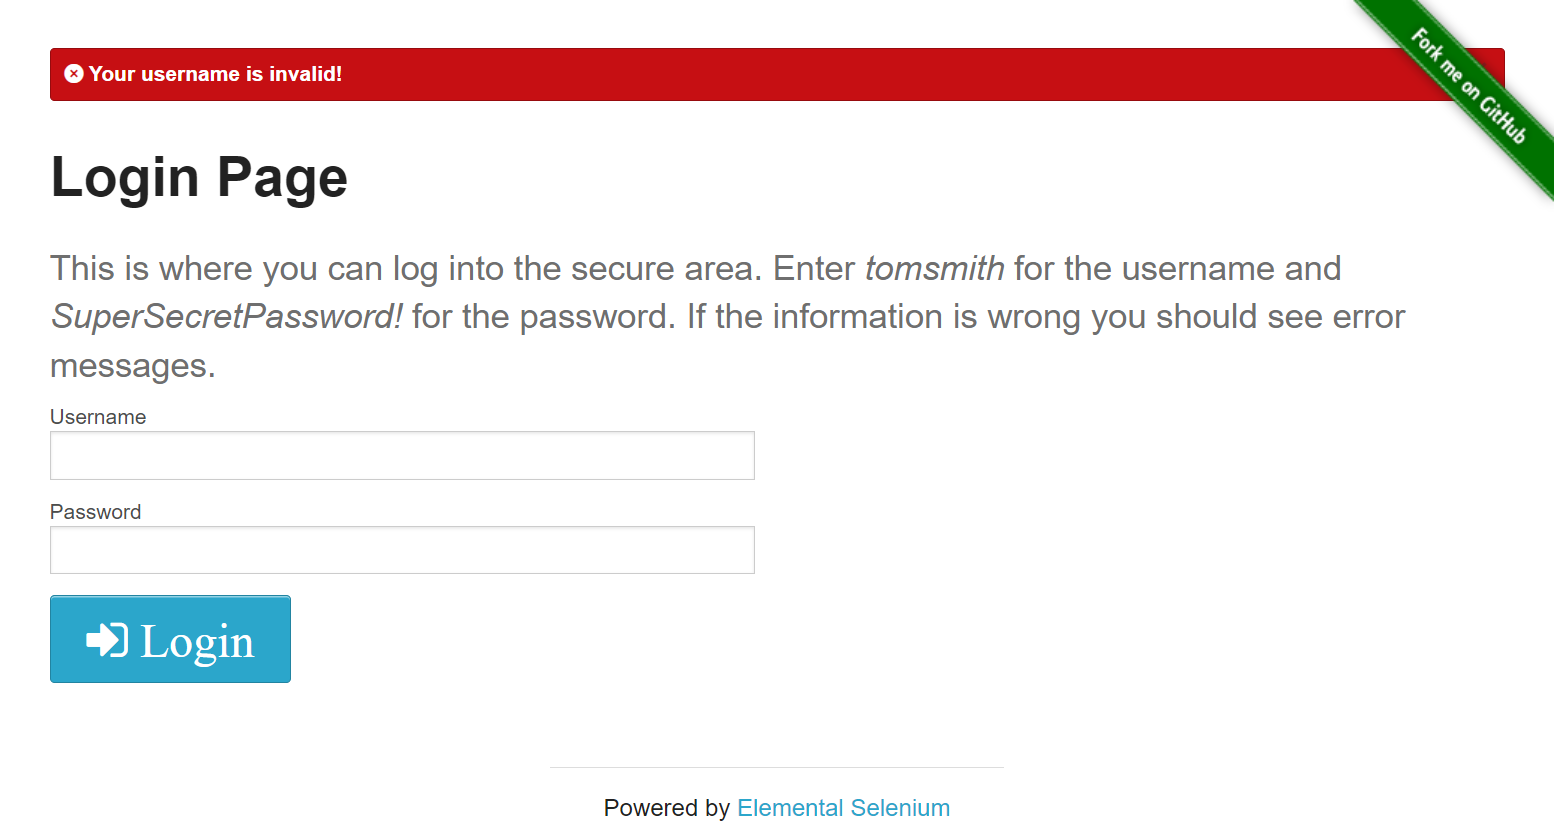 Your username is invalid!
Fork me on GitHub
Login Page
This is where you can log into the secure area. Enter tomsmith for the username and
SuperSecretPassword! for the password. If the information is wrong you should see error
messages.
Username
Password
Login
Powered by Elemental Selenium